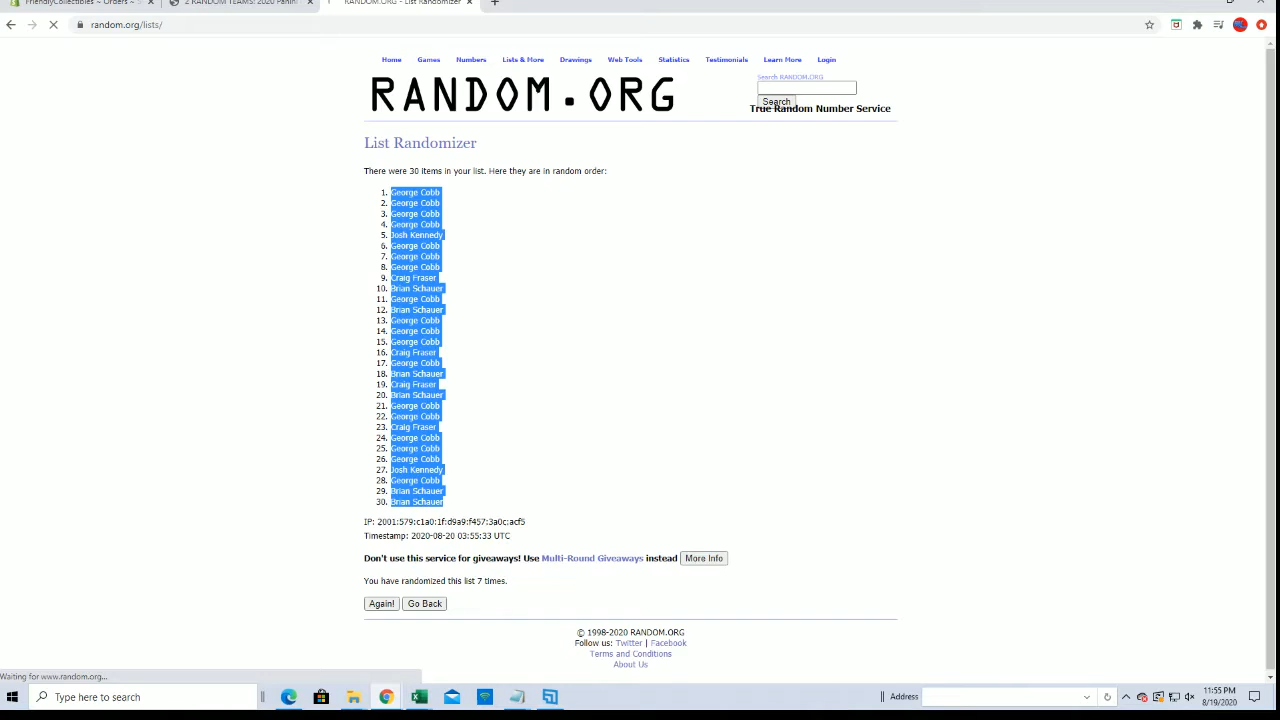 FriendlyCollectibles ~ Orders ~ S
2 RANDOM TEAMS: 2020 Panini
RANDOM.ORG - List Randomizer
random.org/lists/
Home Games Numbers Lists & More Drawings Web Tools Statistics Testimonials Learn More Login
RANDOM.ORG
Search RANDOM.ORG
Search
True Random Number Service
List Randomizer
There were 30 items in your list. Here they are in random order:
1. George Cobb
2. George Cobb
3. George Cobb
4. George Cobb
5. Josh Kennedy
6. George Cobb
7. George Cobb
8. George Cobb
9. Craig Fraser
10. Brian Schauer
11. George Cobb
12. Brian Schauer
13. George Cobb
14. George Cobb
15. George Cobb
16. Craig Fraser
17. George Cobb
18. Brian Schauer
19. Craig Fraser
20. Brian Schauer
21. George Cobb
22. George Cobb
23. Craig Fraser
24. George Cobb
25. George Cobb
26. George Cobb
27. Josh Kennedy
28. George Cobb
29. Brian Schauer
30. Brian Schauer
IP: 2001:579:c1a0:1f:d9a9:f457:3a0c:acf5
Timestamp: 2020-08-20 03:55:33 UTC
Don't use this service for giveaways! Use Multi-Round Giveaways instead More Info
You have randomized this list 7 times.
Again! Go Back
© 1998-2020 RANDOM.ORG
Follow us: Twitter | Facebook
Terms and Conditions
About Us
Waiting for www.random.org...
Type here to search
Address
11:55 PM
8/19/2020